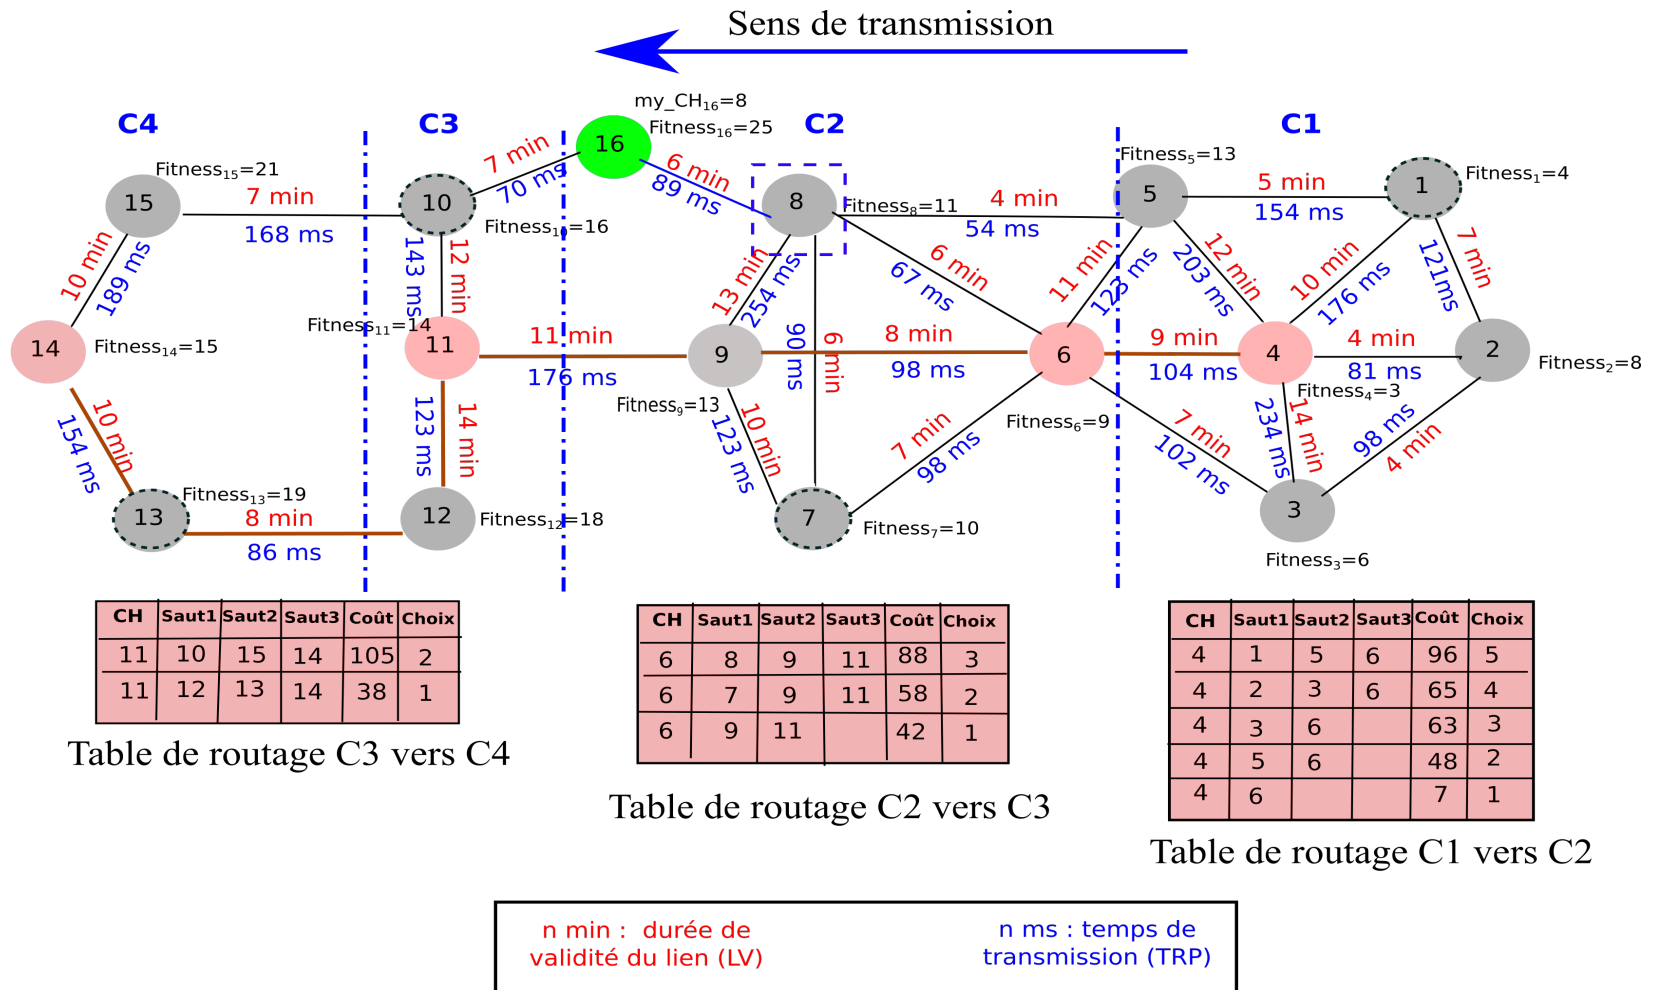 Sens de transmission
my_CH16=8
C4
C3
Fitness16=25
C2
C1
16
Fitness15=21
7 min
70 ms
6 min
89 ms
Fitness5=13
Fitness1=4
15
7 min
168 ms
10
Fitness10=16
8
Fitness8=11
4 min
54 ms
5
5 min
154 ms
1
10 min
189 ms
143 ms
12 min
13 min
254 ms
6 min
67 ms
11 min
123 ms
12 min
203 ms
10 min
176 ms
7 min
121ms
Fitness11=14
14
Fitness14=15
11
11 min
176 ms
9
90 ms
6 min
8 min
98 ms
6
9 min
104 ms
4
4 min
81 ms
2
Fitness2=8
Fitness4=3
Fitness9=13
Fitness6=9
10 min
154 ms
123 ms
14 min
10 min
123 ms
7 min
98 ms
7 min
102 ms
234 ms
14 min
98 ms
4 min
Fitness13=19
13
8 min
86 ms
12
Fitness12=18
7
Fitness7=10
3
Fitness3=6
CH Saut1 Saut2 Saut3 Coût Choix
11 10 15 14 105 2
11 12 13 14 38 1
Table de routage C3 vers C4
CH Saut1 Saut2 Saut3 Coût Choix
6 8 9 11 88 3
6 7 9 11 58 2
6 9 11 42 1
Table de routage C2 vers C3
CH Saut1 Saut2 Saut3 Coût Choix
4 1 5 6 96 5
4 2 3 6 65 4
4 3 6 63 3
4 5 6 48 2
4 6 7 1
Table de routage C1 vers C2
n min : durée de
validité du lien (LV)
n ms : temps de
transmission (TRP)